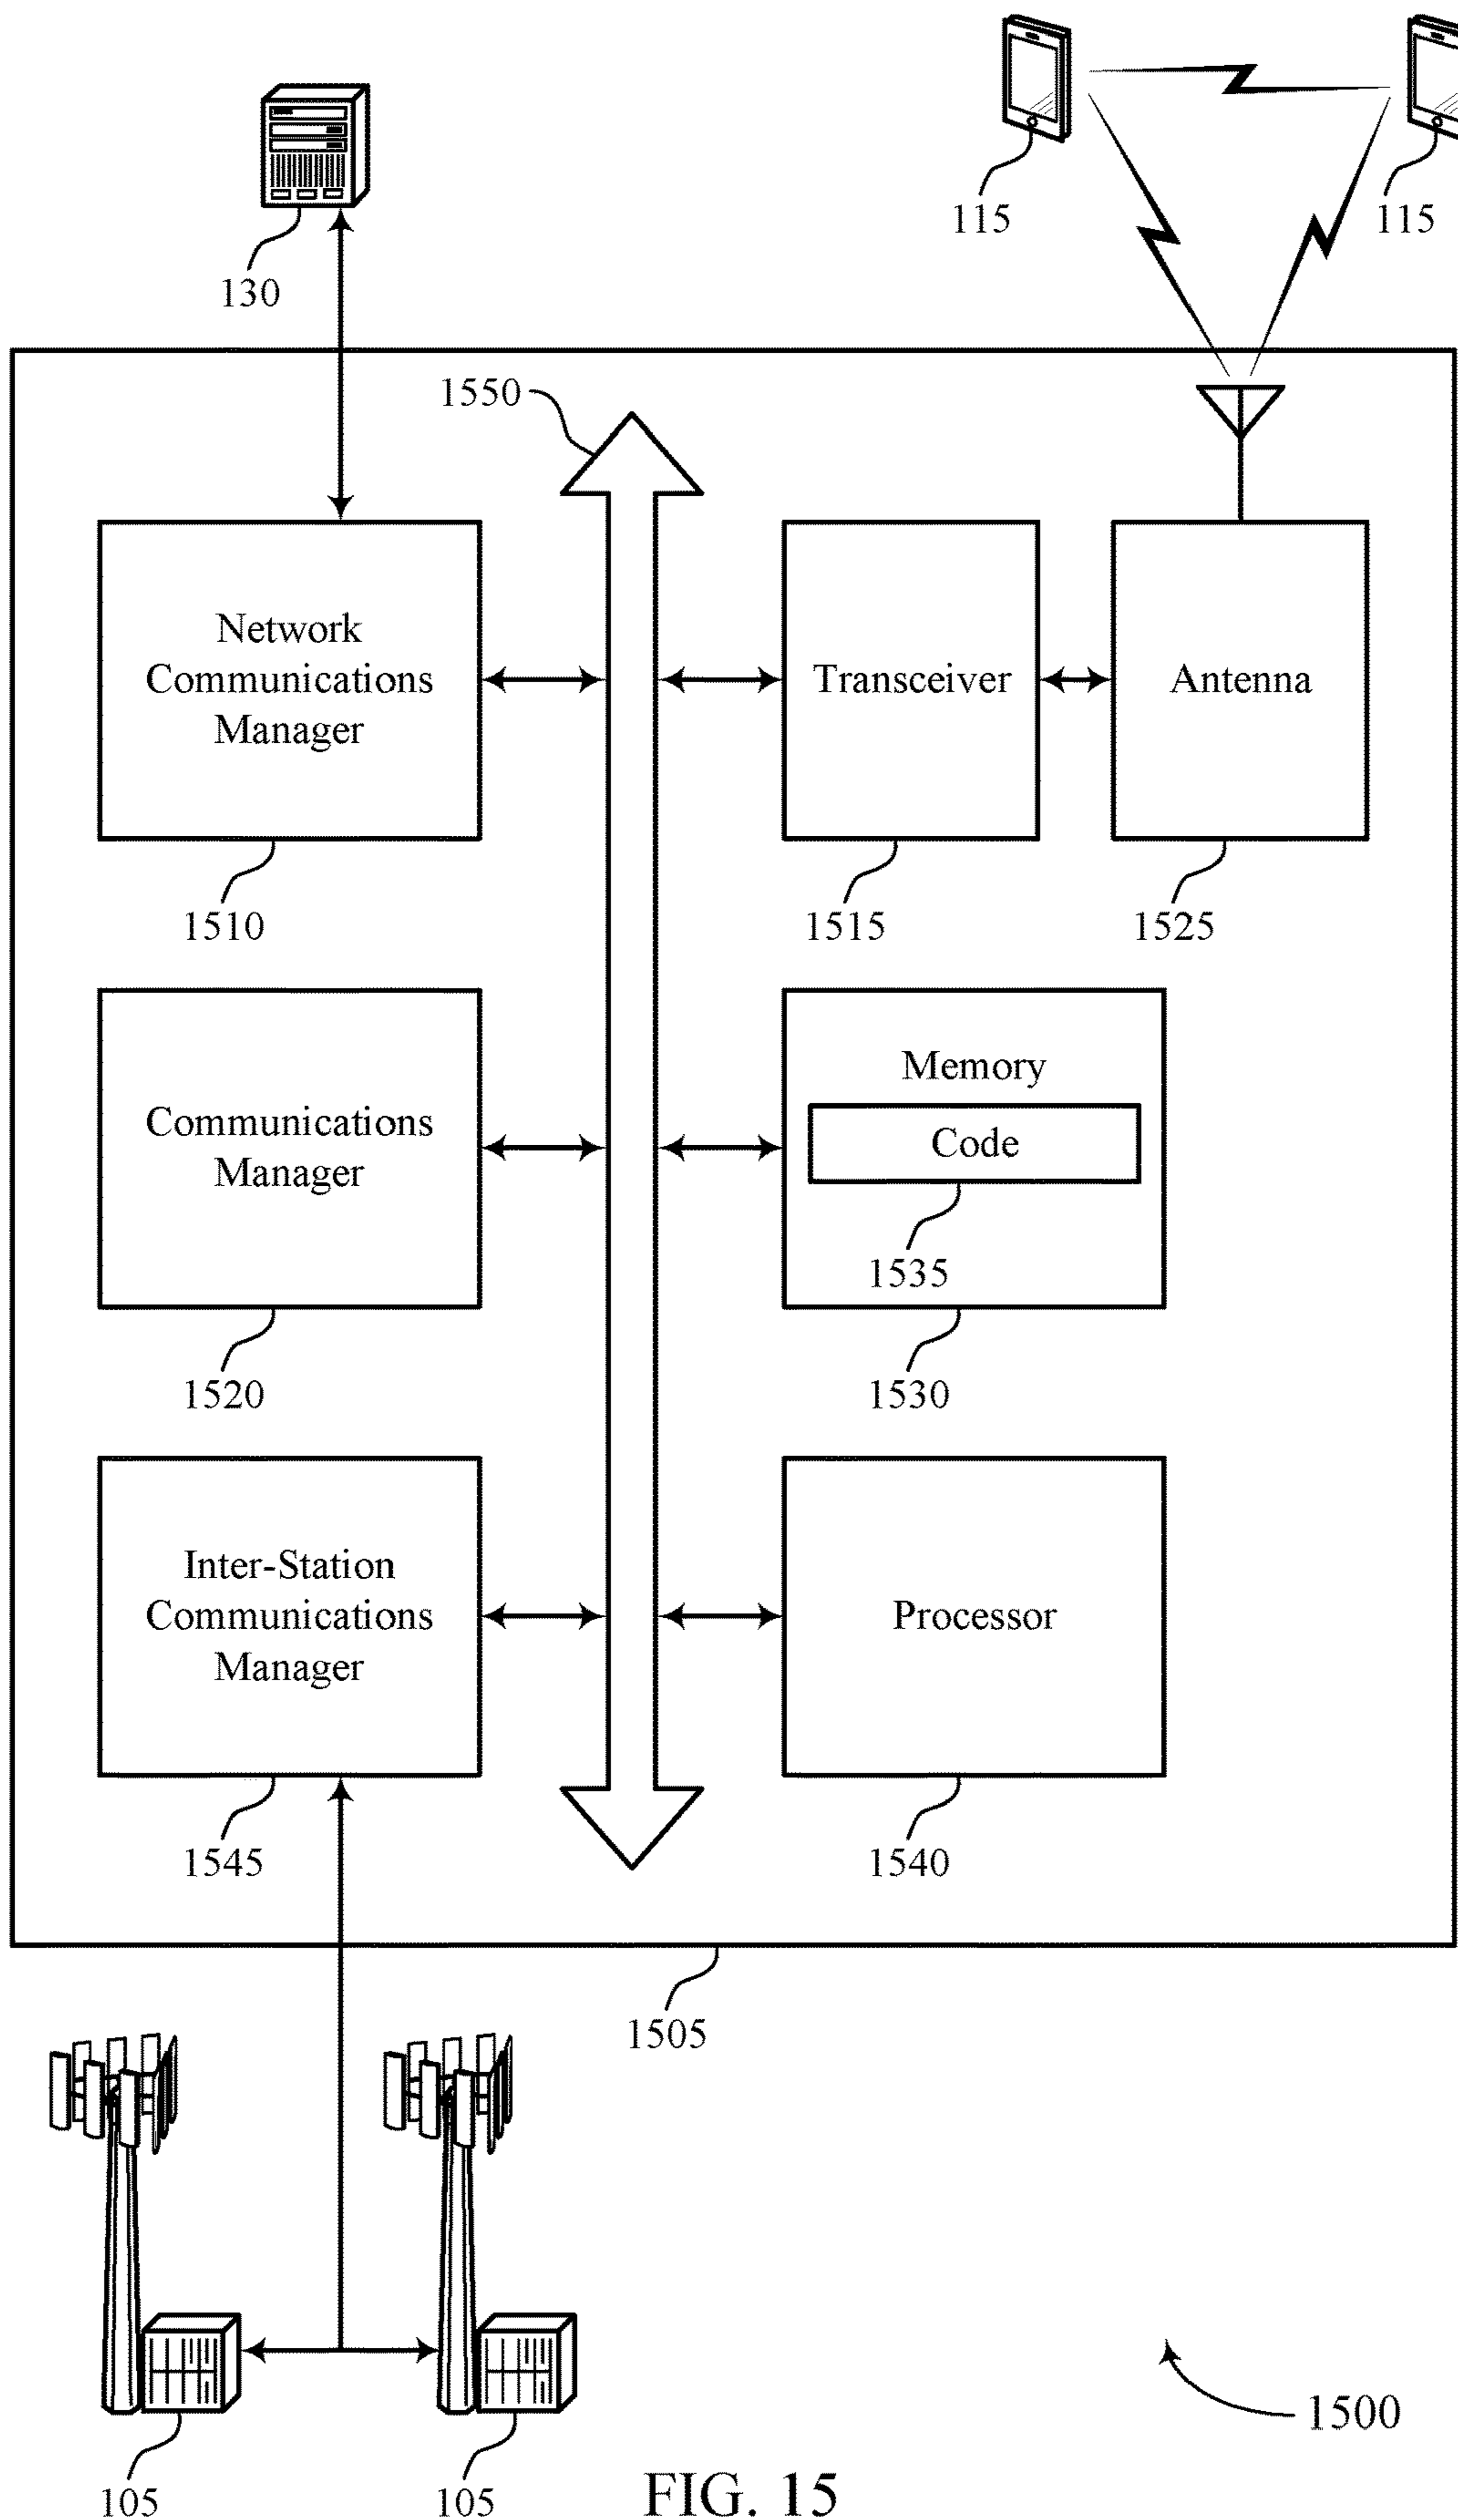 115
115
130
1550
Network
Communications
Manager
Transceiver
Antenna
1510
1515
1525
Communications
Manager
Memory
Code
1535
1520
1530
Inter-Station
Communications
Manager
Processor
1545
1540
1505
1500
105
105
FIG. 15